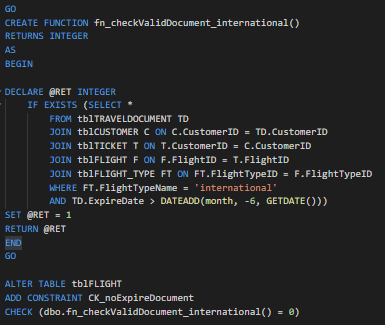 GO
CREATE FUNCTION fn_checkValidDocument_international()
RETURNS INTEGER
AS
BEGIN
DECLARE @RET INTEGER
IF EXISTS (SELECT *
FROM tblTRAVELDOCUMENT TD
JOIN tblCUSTOMER C ON C.CustomerID = TD.CustomerID
JOIN tblTICKET T ON T.CustomerID = C.CustomerID
JOIN tblFLIGHT F ON F.FlightID = T.FlightID
JOIN tblFLIGHT_TYPE FT ON FT.FlightTypeID = F.FlightTypeID
WHERE FT.FlightTypeName = 'international'
AND TD.ExpireDate > DATEADD(month, -6, GETDATE()))
SET @RET = 1
RETURN @RET
END
GO
ALTER TABLE tblFLIGHT
ADD CONSTRAINT CK_noExpireDocument
CHECK (dbo.fn_checkValidDocument_international() = 0)